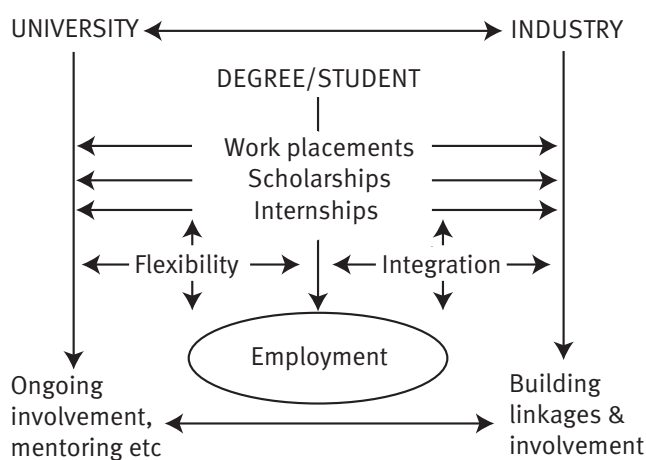 UNIVERSITY INDUSTRY
DEGREE/STUDENT
Work placements
Scholarships
Internships
Flexibility Integration
Employment
Ongoing
involvement,
mentoring etc
Building
linkages &
involvement